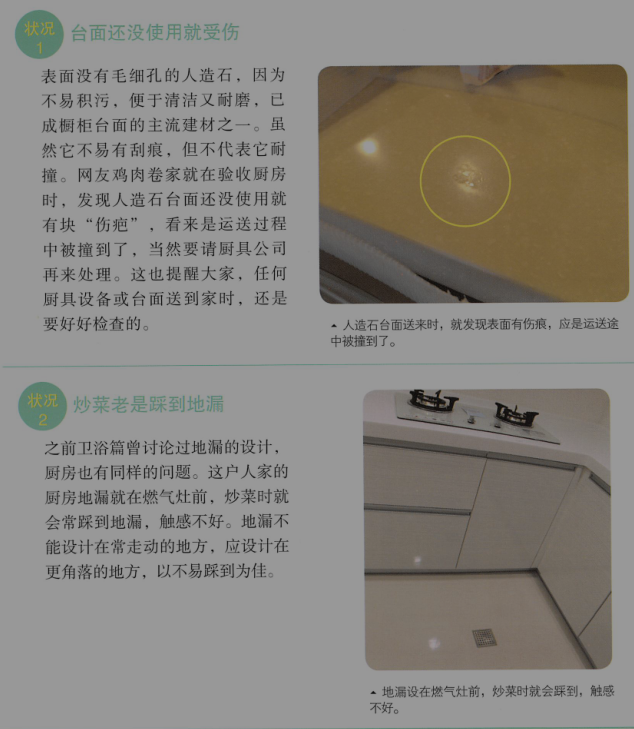 状况
1
台面还没使用就受伤
表面没有毛细孔的人造石，因为
不易积污，便于清洁又耐磨，已
成橱柜台面的主流建材之一。虽
然它不易有刮痕，但不代表它耐
撞。网友鸡肉卷家就在验收厨房
时，发现人造石台面还没使用就
有块“伤疤”，看来是运送过程
中被撞到了，当然要请厨具公司
再来处理。这也提醒大家，任何
厨具设备或台面送到家时，还是
要好好检查的。
人造石台面送来时，就发现表面有伤痕，应是运送途
中被撞到了。
状况
2
炒菜老是踩到地漏
之前卫浴篇曾讨论过地漏的设计，
厨房也有同样的问题。这户人家的
厨房地漏就在燃气灶前，炒菜时就
会常踩到地漏，触感不好。地漏不
能设计在常走动的地方，应设计在
更角落的地方，以不易踩到为佳。
地漏设在燃气灶前，炒菜时就会踩到，触感
不好。